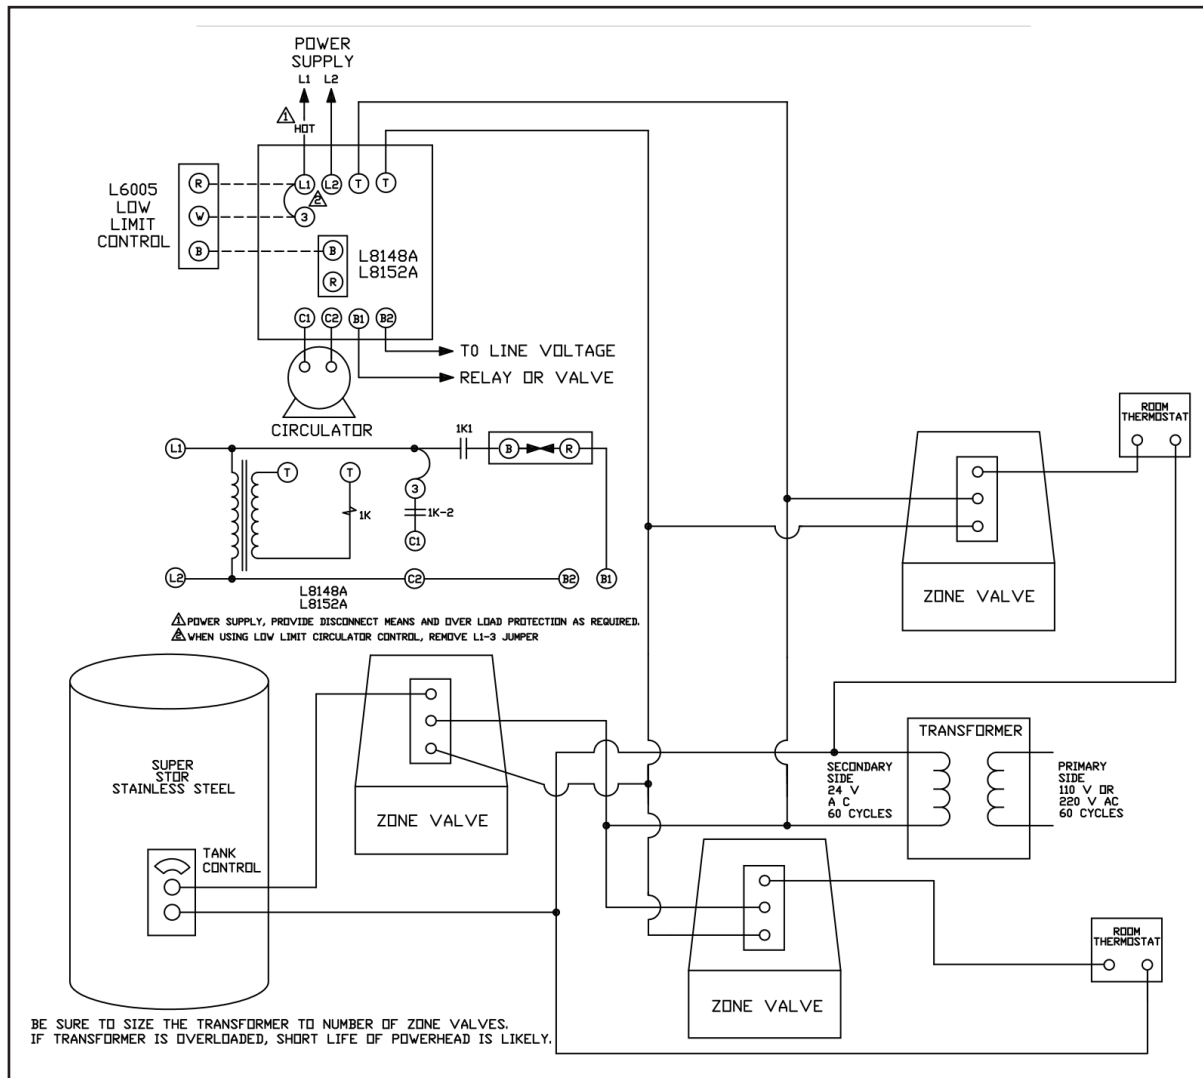 POWER
SUPPLY
L1 L2
1
HOT
L1 L2 T T
L6005
LOW
LIMIT
CONTROL
R
W
B
2
3
B
R
L8148A
L8152A
C1 C2 B1 B2
TO LINE VOLTAGE
RELAY OR VALVE
CIRCULATOR
1K1
L1
B R
T T
3
1K
1K-2
C1
L2 C2 B2 B1
L8148A
L8152A
1 POWER SUPPLY, PROVIDE DISCONNECT MEANS AND OVER LOAD PROTECTION AS REQUIRED.
2 WHEN USING LOW LIMIT CIRCULATOR CONTROL, REMOVE L1-3 JUMPER
ROOM
THERMOSTAT
ZONE VALVE
SUPER
STOR
STAINLESS STEEL
TANK
CONTROL
ZONE VALVE
TRANSFORMER
SECONDARY
SIDE
24 V
A C
60 CYCLES
PRIMARY
SIDE
110 V OR
220 V AC
60 CYCLES
ROOM
THERMOSTAT
ZONE VALVE
BE SURE TO SIZE THE TRANSFORMER TO NUMBER OF ZONE VALVES.
IF TRANSFORMER IS OVERLOADED, SHORT LIFE OF POWERHEAD IS LIKELY.